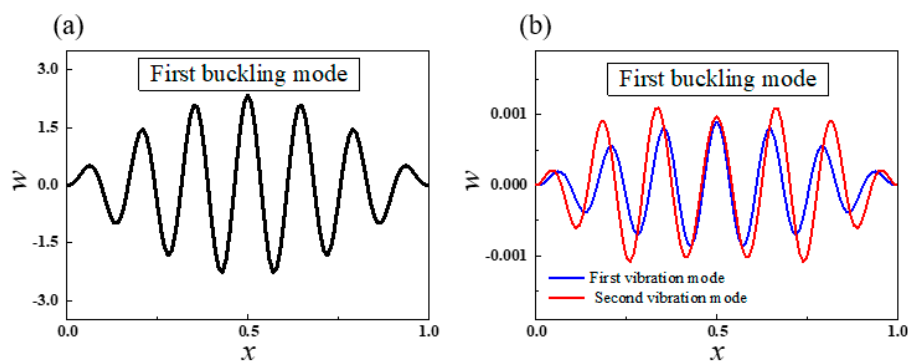 (a)
First buckling mode
3.0
1.5
0.0
-1.5
-3.0
w
0.0
0.5
1.0
x
(b)
First buckling mode
0.001
0.000
-0.001
w
First vibration mode
Second vibration mode
0.0
0.5
1.0
x